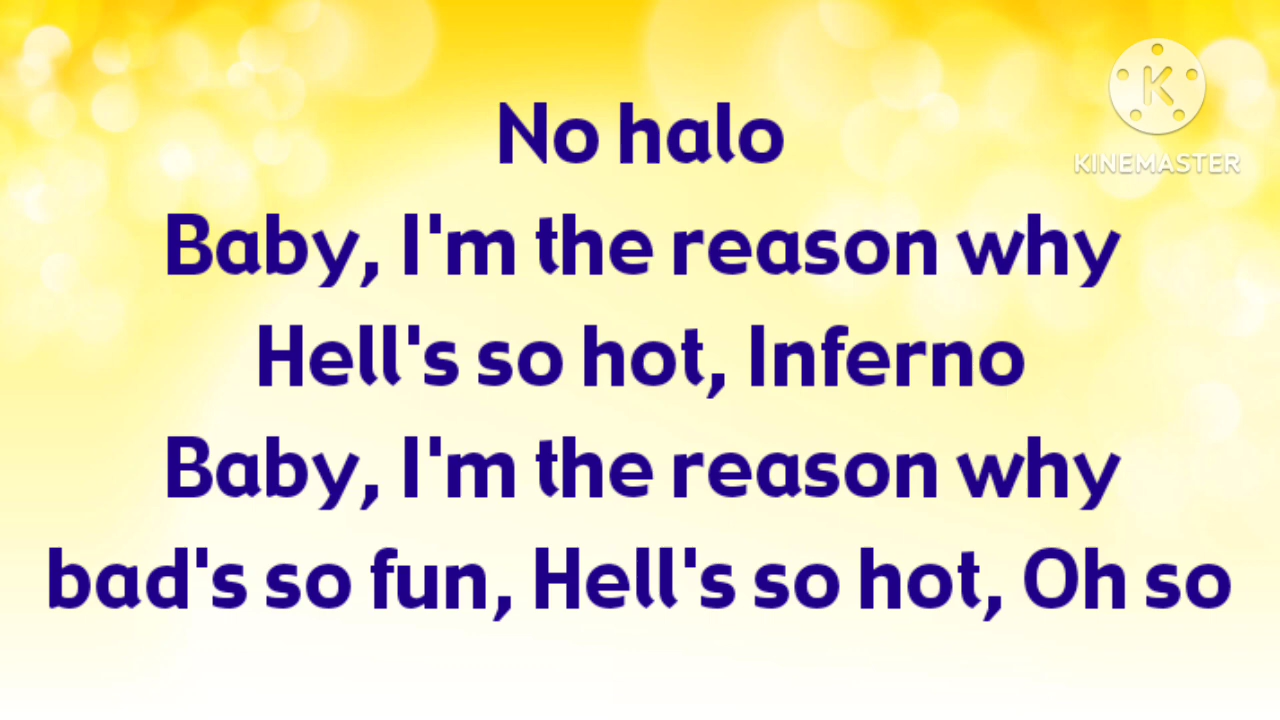 No halo
Baby, I'm the reason why
Hell's so hot, Inferno
Baby, I'm the reason why
bad's so fun, Hell's so hot, Oh so
K
KINEMASTER